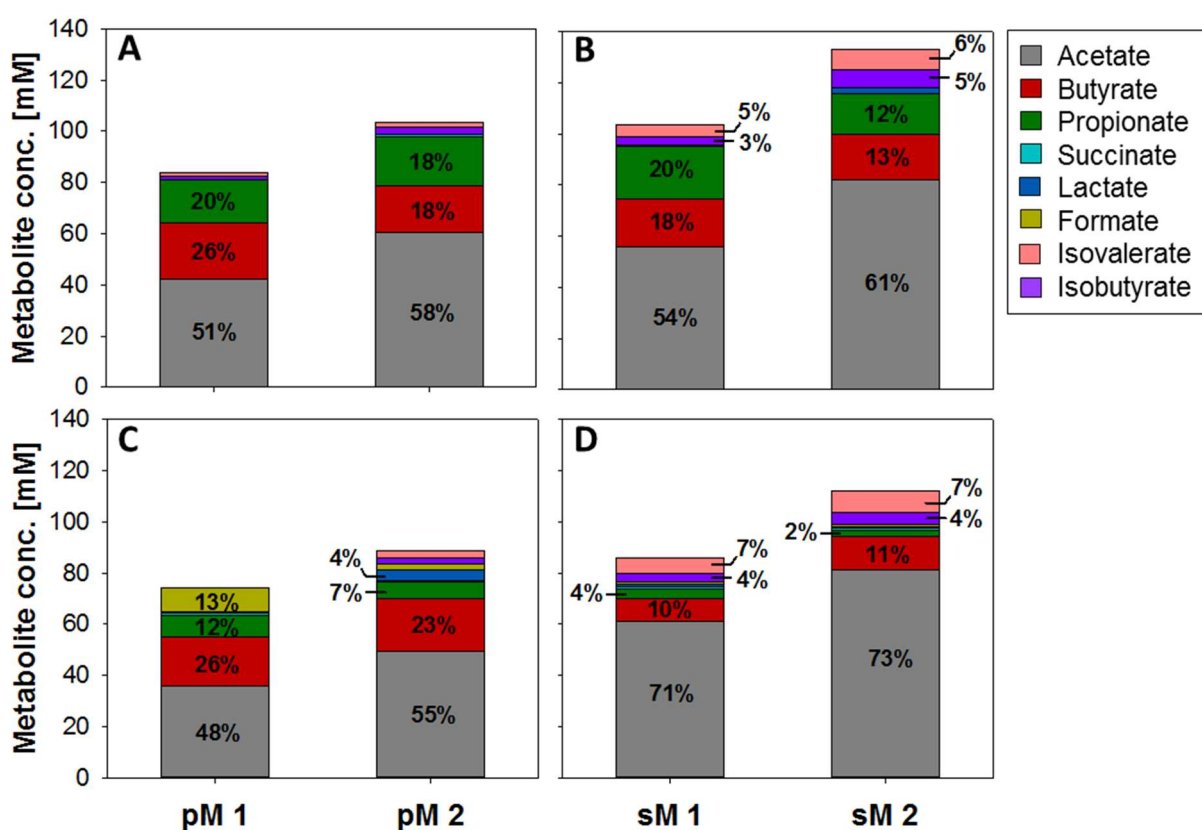 A
Metabolite conc. [mM]
140
120
100
80
60
40
20
0
20%
26%
51%
18%
18%
58%
B
5%
3%
20%
18%
54%
6%
5%
12%
13%
61%
Acetate
Butyrate
Propionate
Succinate
Lactate
Formate
Isovalerate
Isobutyrate
C
Metabolite conc. [mM]
140
120
100
80
60
40
20
0
13%
12%
26%
48%
4%
7%
23%
55%
D
7%
4%
4%
10%
71%
7%
4%
2%
11%
73%
pM 1
pM 2
sM 1
sM 2